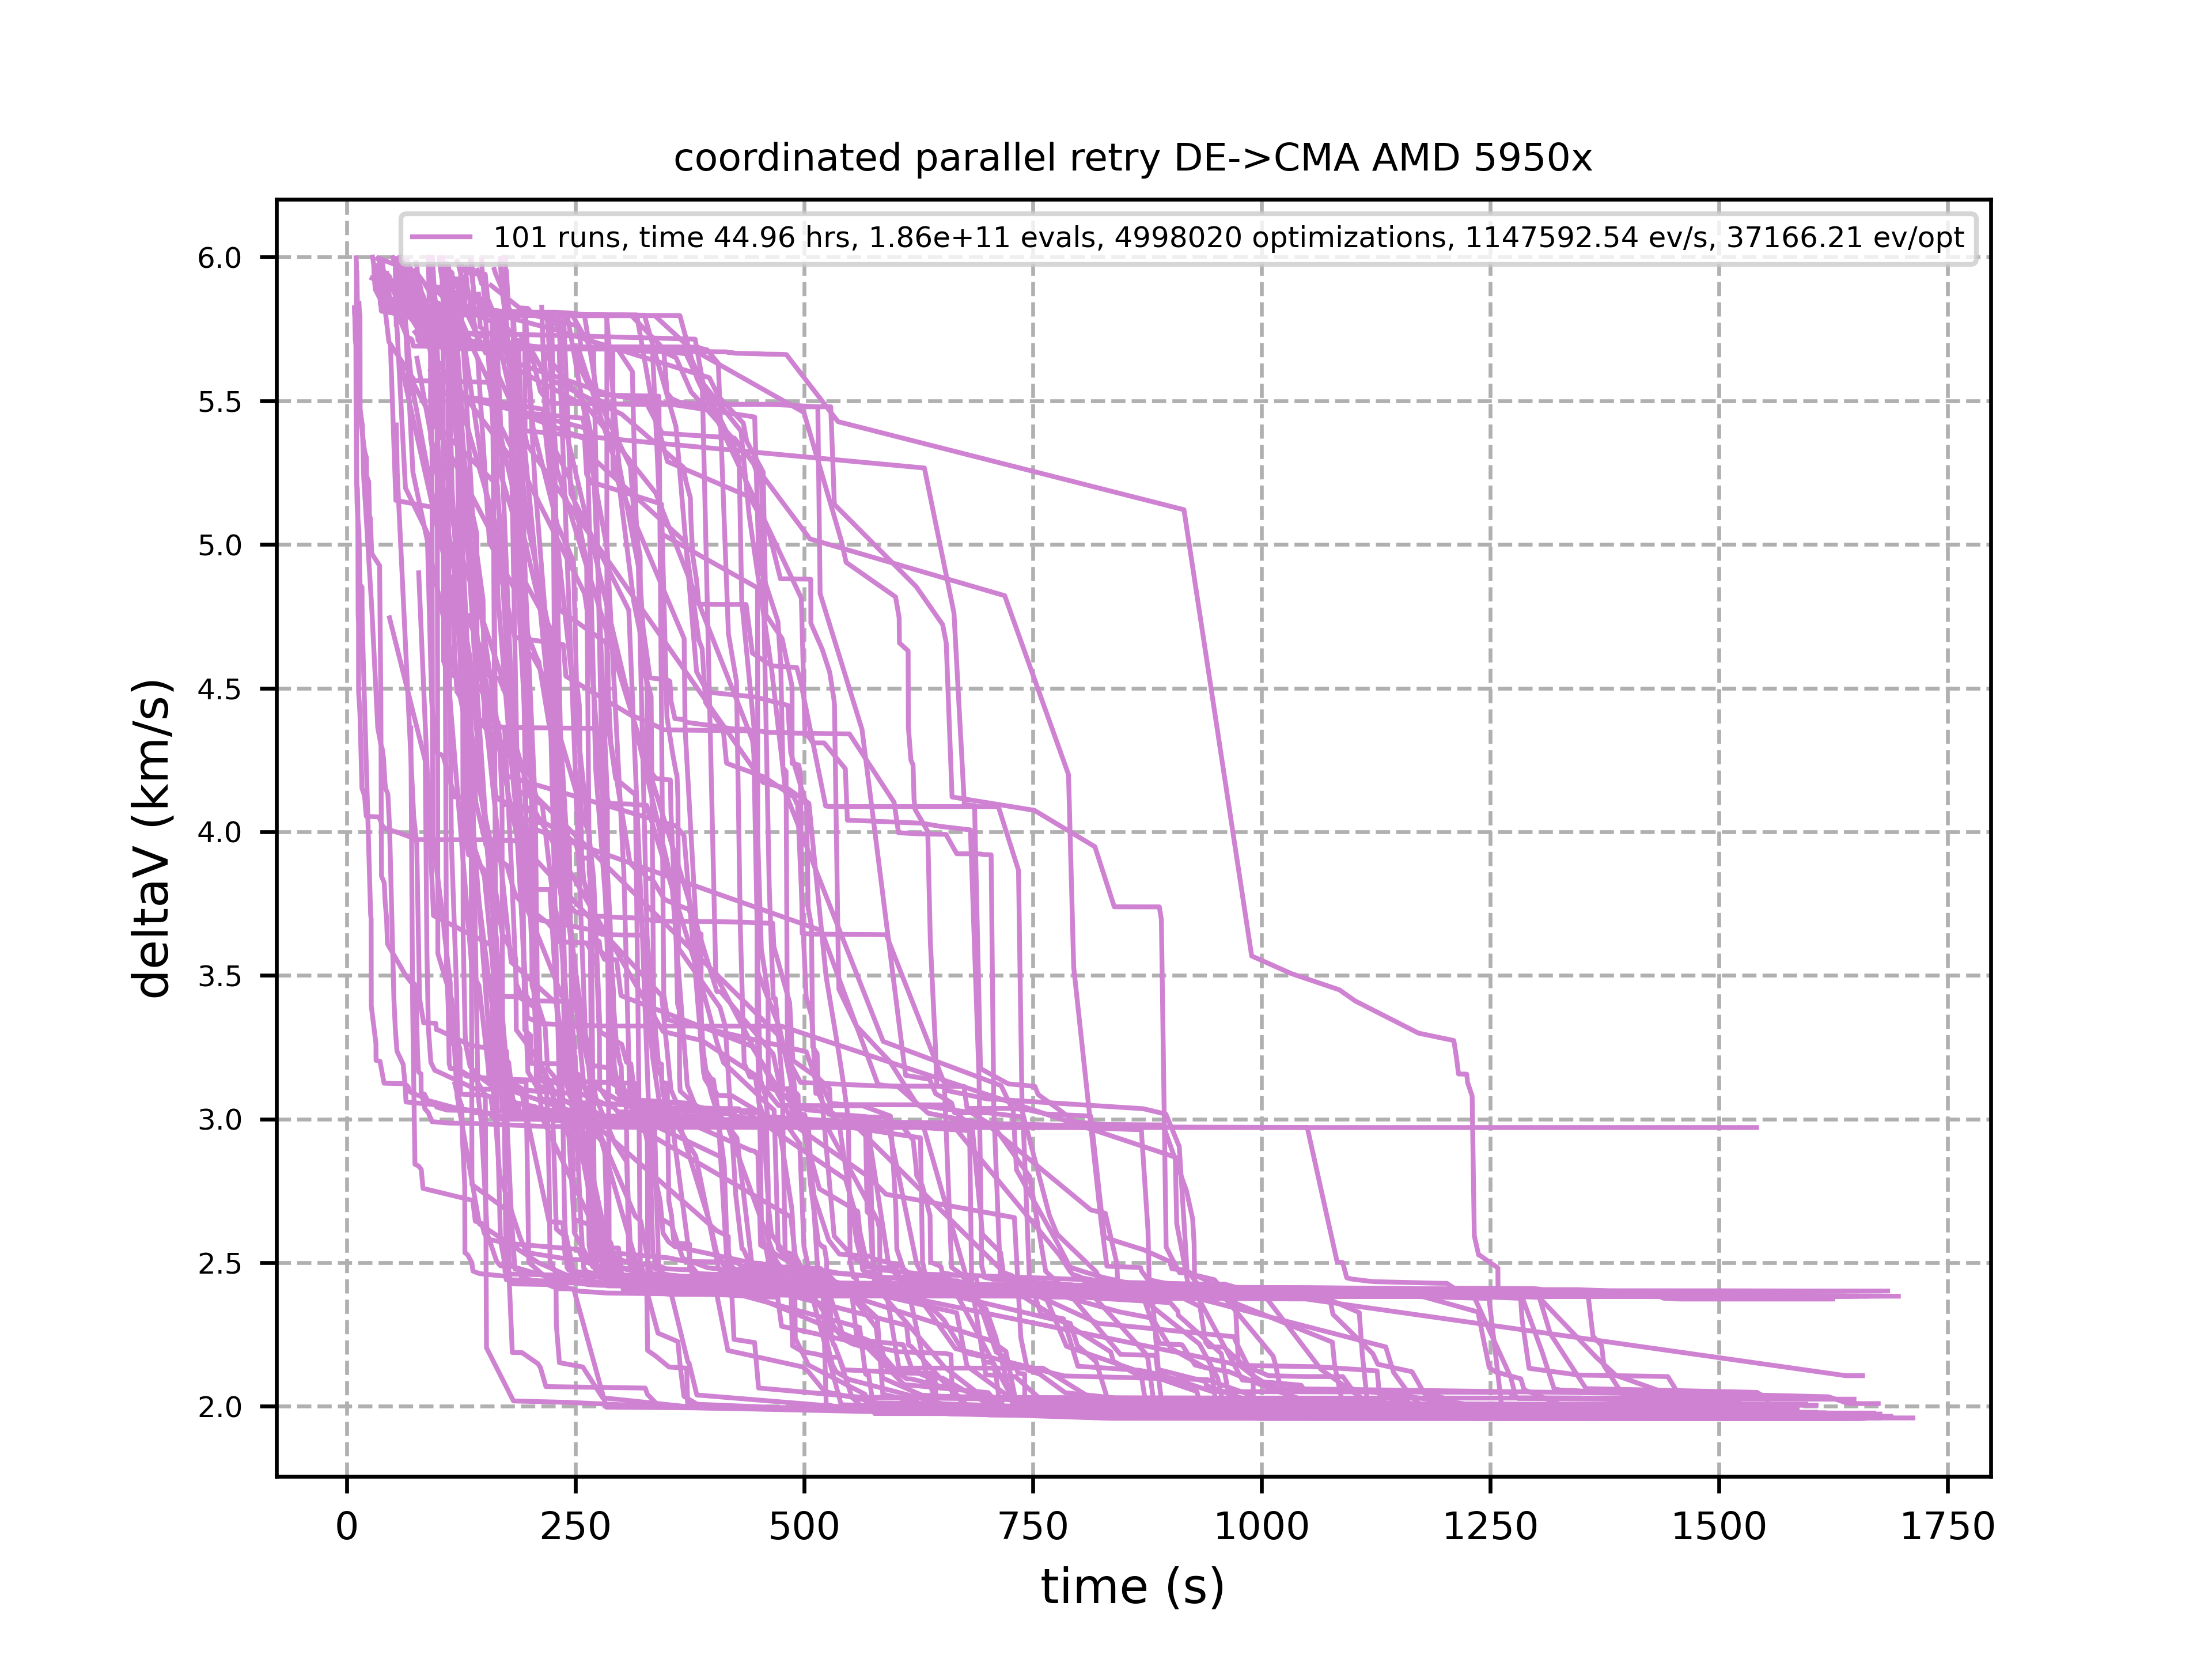 coordinated parallel retry DE->CMA AMD 5950x
101 runs, time 44.96 hrs, 1.86e+11 evals, 4998020 optimizations, 1147592.54 ev/s, 37166.21 ev/opt
6.0
5.5
5.0
4.5
4.0
3.5
3.0
2.5
2.0
deltaV (km/s)
0 250 500 750 1000 1250 1500 1750
time (s)